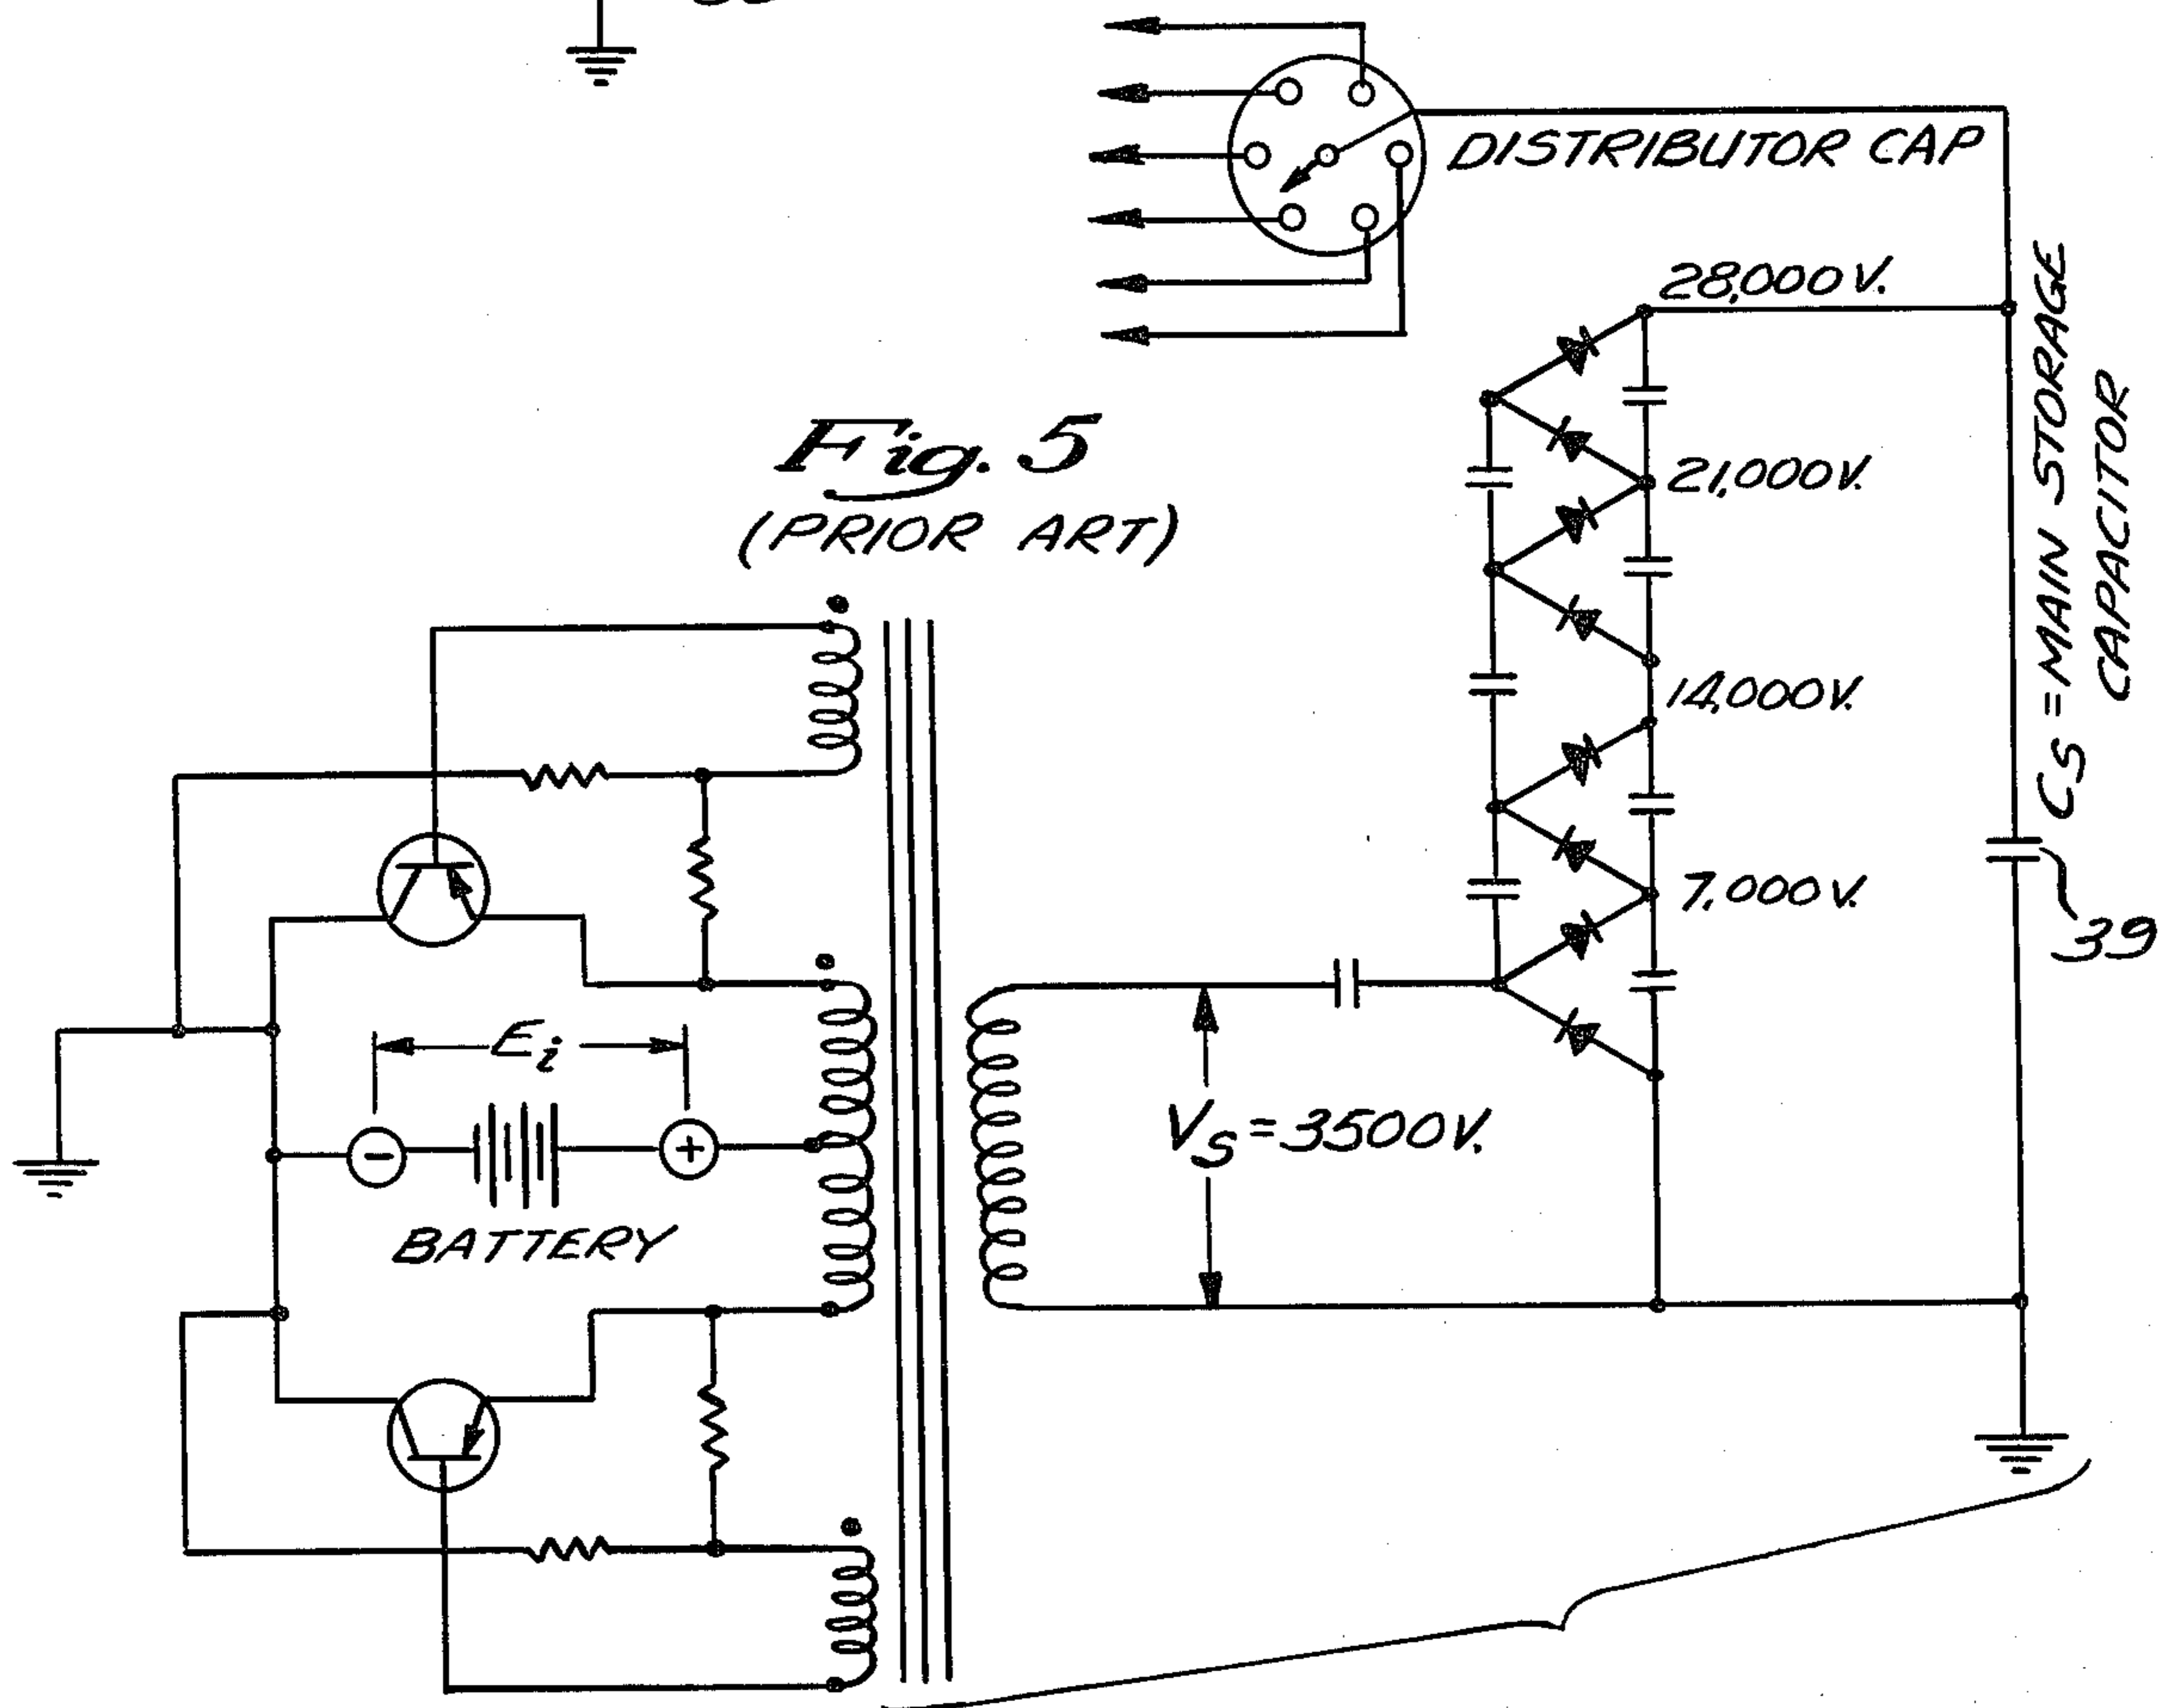 DISTRIBUTOR CAP
28,000 V.
Fig. 5
(PRIOR ART)
21,000 V.
14,000 V.
7,000 V.
CS = MAIN STORAGE
CAPACITOR
39
Ei
−
+
BATTERY
VS = 3500 V.